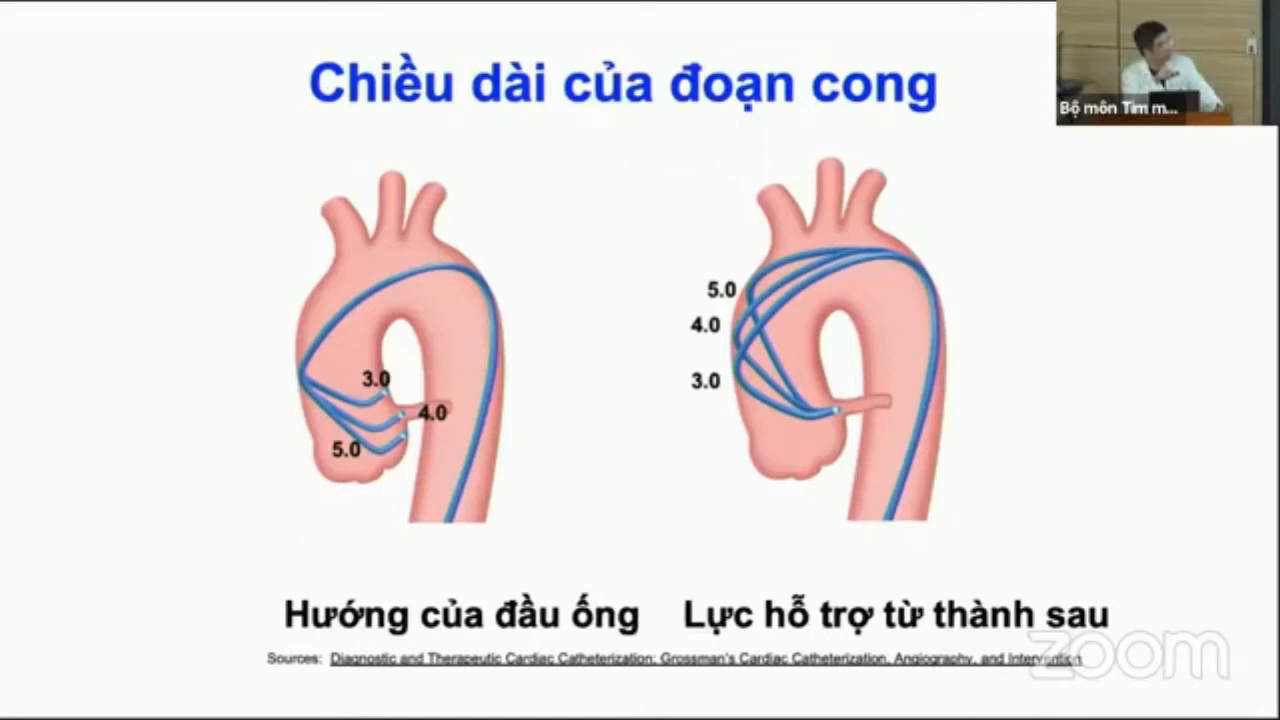 Chiều dài của đoạn cong
Bộ môn Tim m...
5.0
4.0
3.0
3.0
4.0
5.0
Hướng của đầu ống
Lực hỗ trợ từ thành sau
Sources: Diagnostic and Therapeutic Cardiac Catheterization; Grossman's Cardiac Catheterization, Angiography, and Intervention
zoom